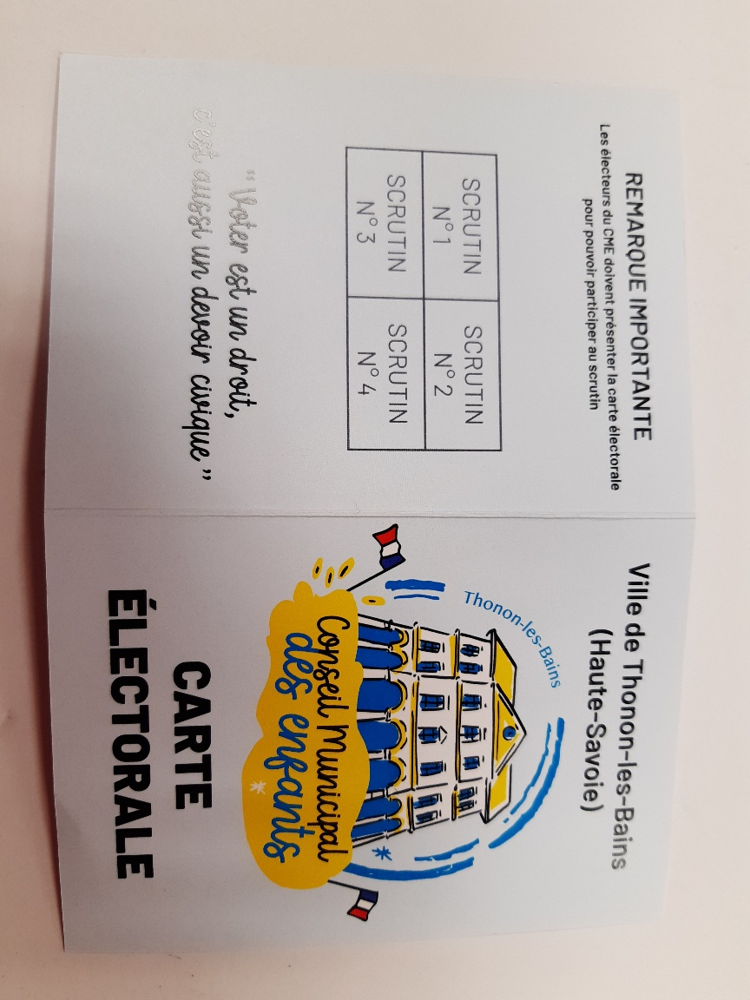 REMARQUE IMPORTANTE
Les électeurs du CME doivent présenter la carte électorale
pour pouvoir participer au scrutin
SCRUTIN
N°1
SCRUTIN
N°2
SCRUTIN
N°3
SCRUTIN
N°4
"Voter est un droit,
c'est aussi un devoir civique"
Ville de Thonon-les-Bains
(Haute-Savoie)
Thonon-les-Bains
Conseil Municipal
des enfants
CARTE
ÉLECTORALE